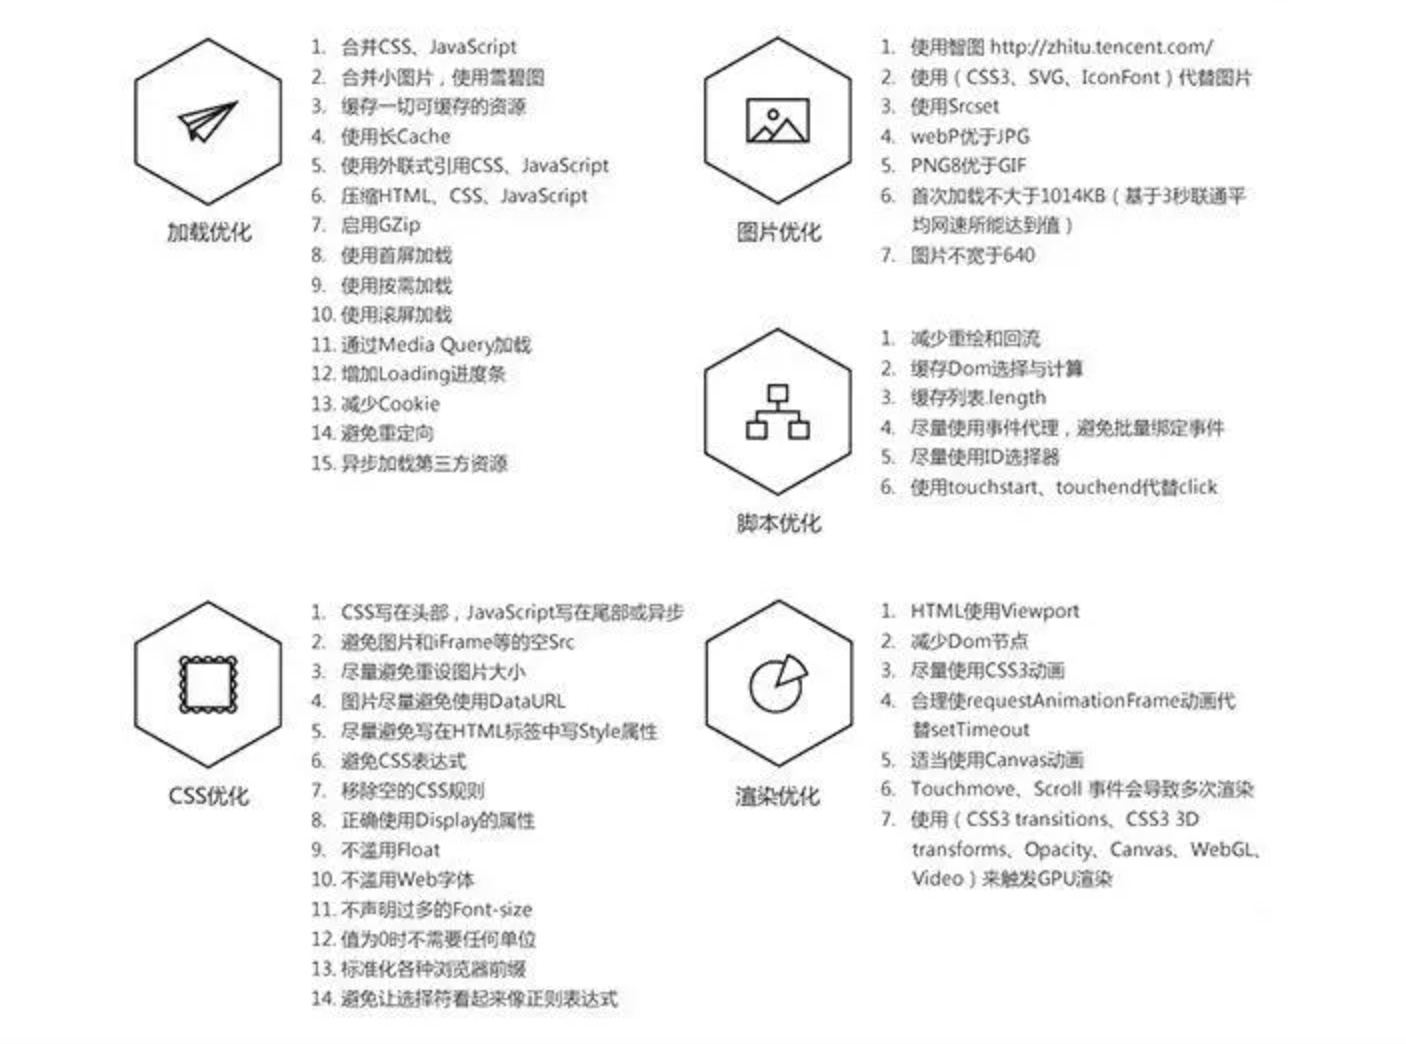 1. 合并CSS、JavaScript
2. 合并小图片，使用雪碧图
3. 缓存一切可缓存的资源
4. 使用长Cache
5. 使用外联式引用CSS、JavaScript
6. 压缩HTML、CSS、JavaScript
7. 启用GZip
8. 使用首屏加载
9. 使用按需加载
10. 使用滚屏加载
11. 通过Media Query加载
12. 增加Loading进度条
13. 减少Cookie
14. 避免重定向
15. 异步加载第三方资源
加载优化
1. 使用智图 http://zhitu.tencent.com/
2. 使用（CSS3、SVG、IconFont）代替图片
3. 使用Srcset
4. webP优于JPG
5. PNG8优于GIF
6. 首次加载不大于1014KB（基于3秒联通平
均网速所能达到值）
7. 图片不宽于640
图片优化
1. 减少重绘和回流
2. 缓存Dom选择与计算
3. 缓存列表.length
4. 尽量使用事件代理，避免批量绑定事件
5. 尽量使用ID选择器
6. 使用touchstart、touchend代替click
脚本优化
1. CSS写在头部，JavaScript写在尾部或异步
2. 避免图片和iFrame等的空Src
3. 尽量避免重设图片大小
4. 图片尽量避免使用DataURL
5. 尽量避免写在HTML标签中写Style属性
6. 避免CSS表达式
7. 移除空的CSS规则
8. 正确使用Display的属性
9. 不滥用Float
10. 不滥用Web字体
11. 不声明过多的Font-size
12. 值为0时不需要任何单位
13. 标准化各种浏览器前缀
14. 避免让选择符看起来像正则表达式
CSS优化
1. HTML使用Viewport
2. 减少Dom节点
3. 尽量使用CSS3动画
4. 合理使requestAnimationFrame动画代
替setTimeout
5. 适当使用Canvas动画
6. Touchmove、Scroll 事件会导致多次渲染
7. 使用（CSS3 transitions、CSS3 3D
transforms、Opacity、Canvas、WebGL、
Video）来触发GPU渲染
渲染优化